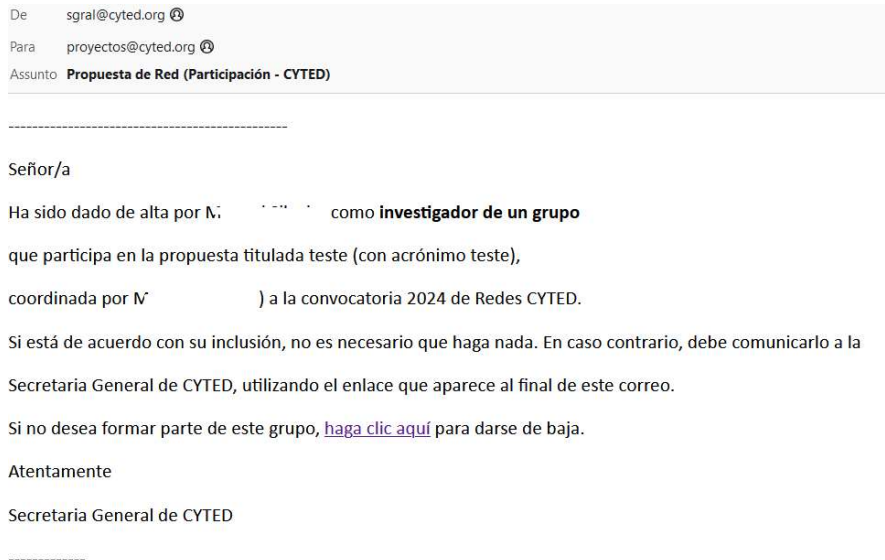 De sgral@cyted.org
Para proyectos@cyted.org
Asunto Propuesta de Red (Participación - CYTED)
----------------------------------------------
Señor/a
Ha sido dado de alta por como investigador de un grupo
que participa en la propuesta titulada teste (con acrónimo teste),
coordinada por ) a la convocatoria 2024 de Redes CYTED.
Si está de acuerdo con su inclusión, no es necesario que haga nada. En caso contrario, debe comunicarlo a la
Secretaria General de CYTED, utilizando el enlace que aparece al final de este correo.
Si no desea formar parte de este grupo, haga clic aquí para darse de baja.
Atentamente
Secretaria General de CYTED
-------------